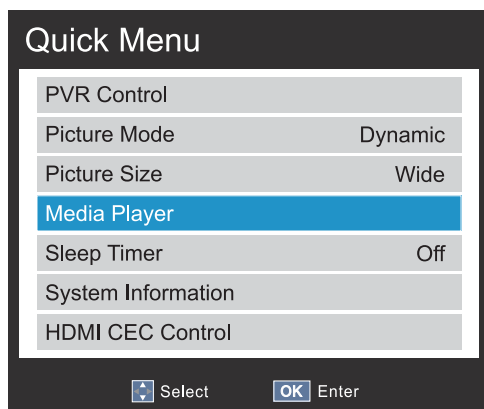 Quick Menu
PVR Control
Picture Mode Dynamic
Picture Size Wide
Media Player
Sleep Timer Off
System Information
HDMI CEC Control
Select OK Enter